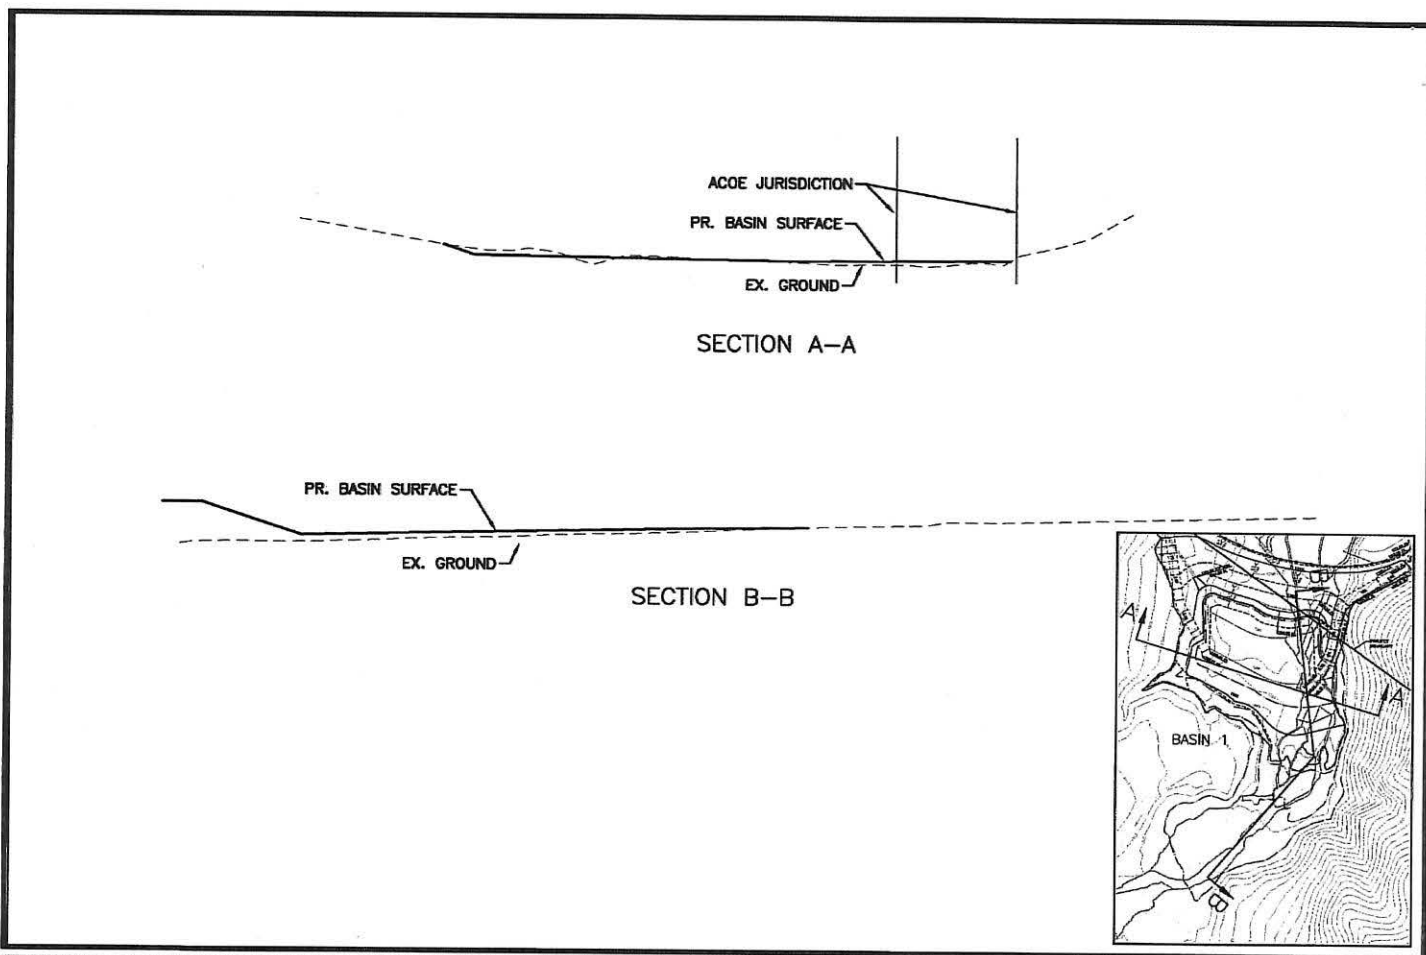 ACOE JURISDICTION
PR. BASIN SURFACE
EX. GROUND
SECTION A–A
PR. BASIN SURFACE
EX. GROUND
SECTION B–B
B
A
A
BASIN 1
B